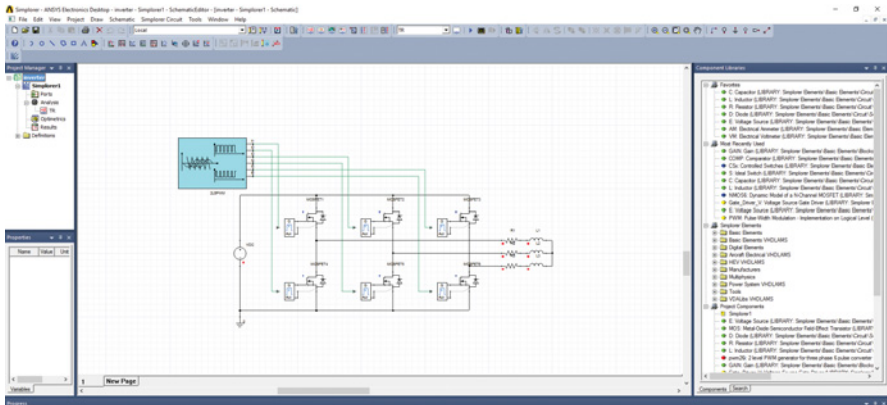 Simplorer - ANSYS Electronics Desktop - inverter - Simplorer1 - SchematicEditor - [inverter - Simplorer1 - Schematic]
File Edit View Project Draw Schematic Simplorer Circuit Tools Window Help
Local
Project Manager
inverter
Simplorer1
Ports
Analysis
TR
Optimetrics
Results
Definitions
Properties
Name Value Unit
Variables
MOSFET1
MOSFET3
R1 L1
MOSFET4
1 New Page
Component Libraries
Favorites
C: Capacitor (LIBRARY: Simplorer Elements\Basic Elements\Circuit
L: Inductor (LIBRARY: Simplorer Elements\Basic Elements\Circuit
R: Resistor (LIBRARY: Simplorer Elements\Basic Elements\Circuit
D: Diode (LIBRARY: Simplorer Elements\Basic Elements\Circuit
E: Voltage Source (LIBRARY: Simplorer Elements\Basic Elements
AM: Electrical Ammeter (LIBRARY: Simplorer Elements\Basic
VM: Electrical Voltmeter (LIBRARY: Simplorer Elements\Basic
Most Recently Used
GAIN: Gain (LIBRARY: Simplorer Elements\Basic Elements\Blocks
COMP: Comparator (LIBRARY: Simplorer Elements\Basic Elements
Controlled Switches (LIBRARY: Simplorer Elements\Basic
S: Ideal Switch (LIBRARY: Simplorer Elements\Basic Elements\Circuit
C: Capacitor (LIBRARY: Simplorer Elements\Basic Elements\Circuit
L: Inductor (LIBRARY: Simplorer Elements\Basic Elements\Circuit
NMOS: Dynamic Model of a N-Channel MOSFET (LIBRARY:
Gate_Driver_V: Voltage Source Gate Driver (LIBRARY: Simplorer
E: Voltage Source (LIBRARY: Simplorer Elements\Basic Elements
PWM: Pulse Width Modulation - Implementation on Logical Level
Simplorer Elements
Basic Elements
Basic Elements VHDLAMS
Digital Elements
Aircraft Electrical VHDLAMS
HEV VHDLAMS
Manufacturers
Multiphysics
Power System VHDLAMS
Tools
VDALibs VHDLAMS
Project Components
Simplorer1
E: Voltage Source (LIBRARY: Simplorer Elements\Basic Elements
MOS: Metal-Oxide Semiconductor Field-Effect Transistor (LIBRARY:
D: Diode (LIBRARY: Simplorer Elements\Basic Elements\Circuit
R: Resistor (LIBRARY: Simplorer Elements\Basic Elements\Circuit
L: Inductor (LIBRARY: Simplorer Elements\Basic Elements\Circuit
2 level PWM generator for three phase 6 pulse converter
GAIN: Gain (LIBRARY: Simplorer Elements\Basic Elements\Blocks
Components Search
Progress